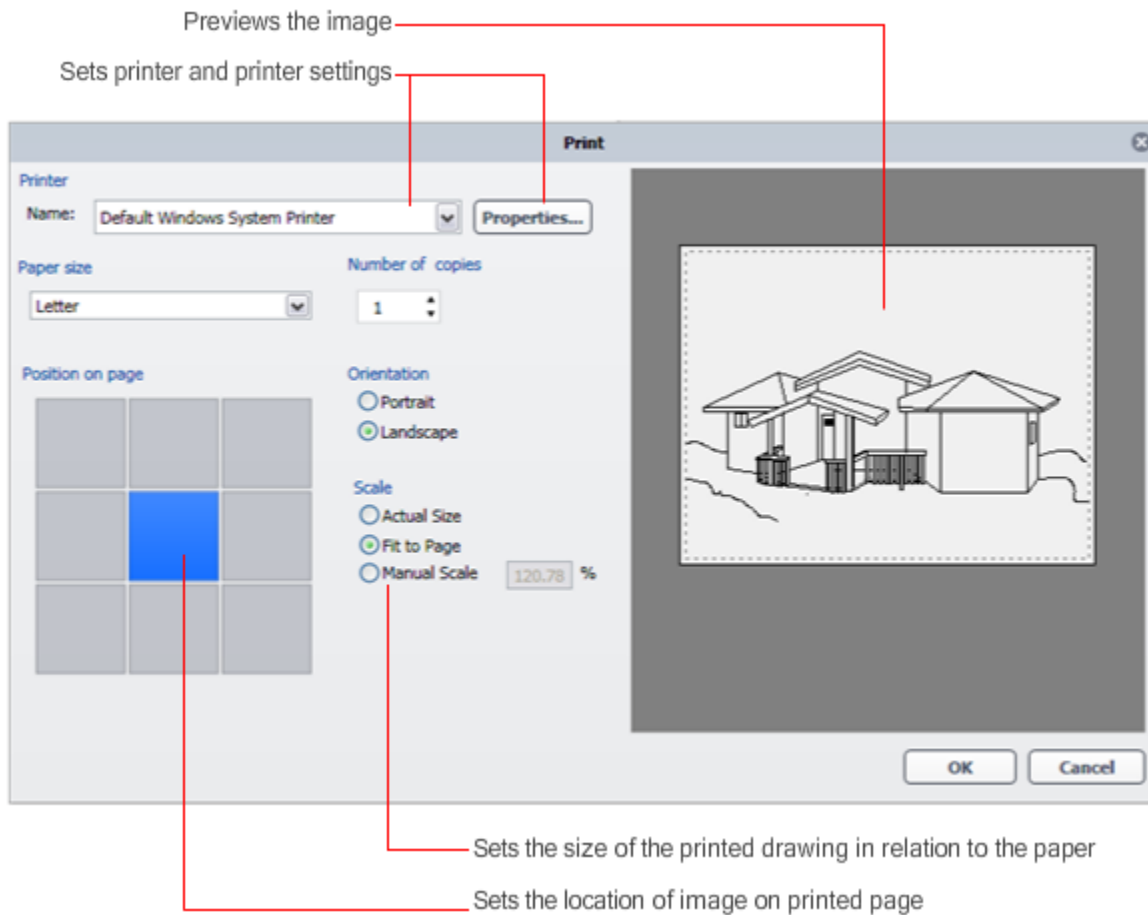 Previews the image
Sets printer and printer settings
Print
Printer
Name: Default Windows System Printer Properties...
Paper size Number of copies
Letter 1
Position on page Orientation
Portrait
Landscape
Scale
Actual Size
Fit to Page
Manual Scale 120.78 %
OK Cancel
Sets the size of the printed drawing in relation to the paper
Sets the location of image on printed page